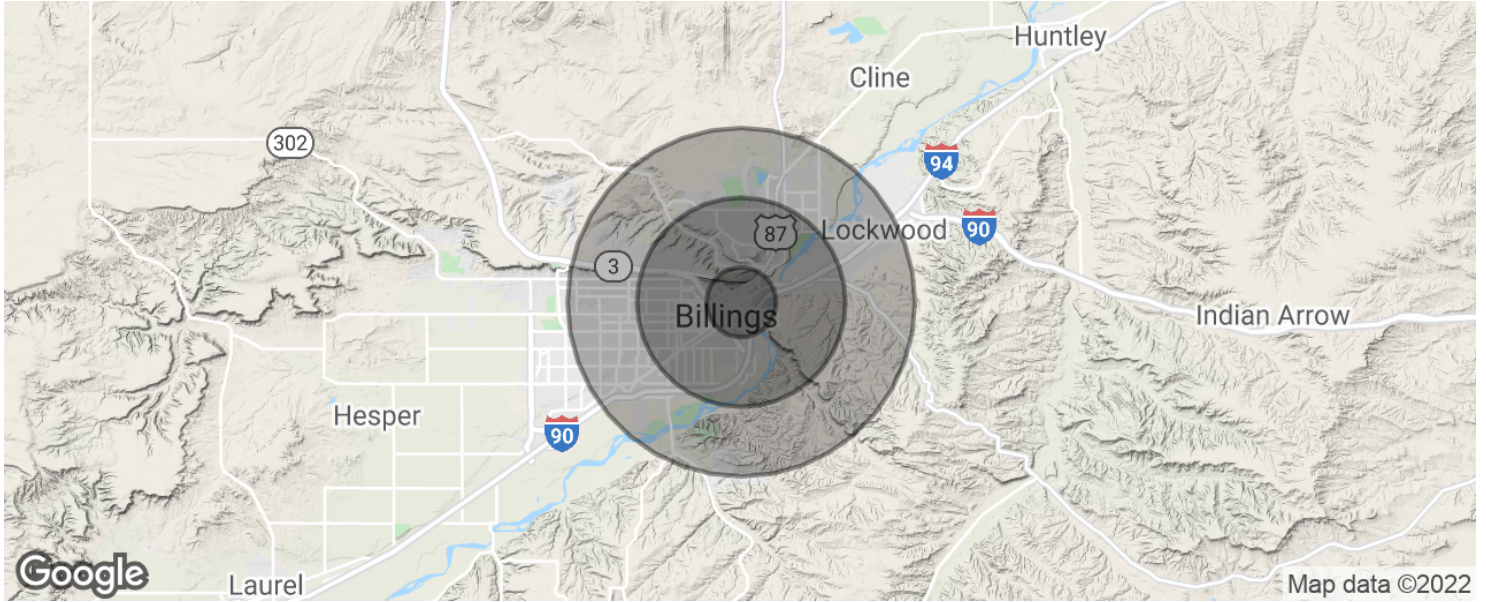 Huntley
Cline
302
94
87
Lockwood
90
3
Billings
Indian Arrow
Hesper
90
Google
Laurel
Map data ©2022